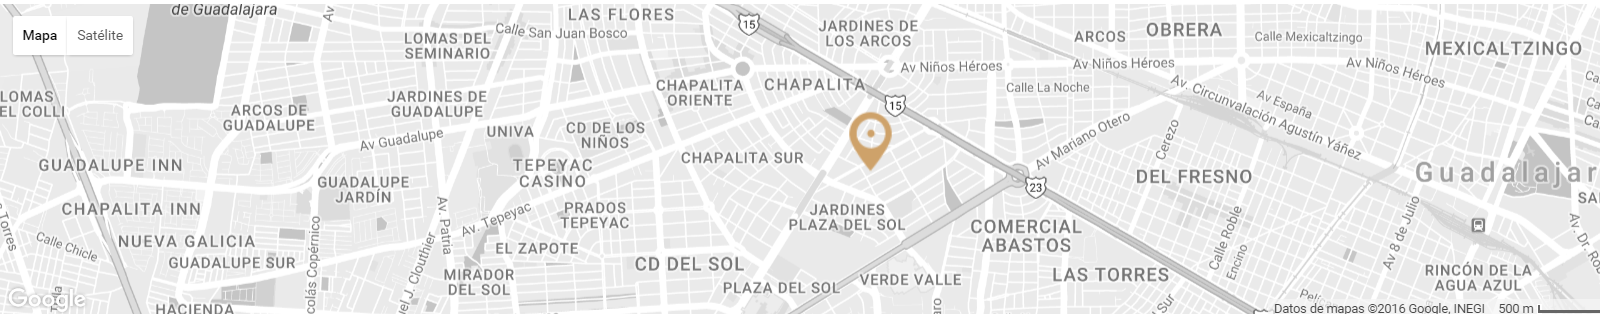 de Guadalajara
Mapa
Satélite
LAS FLORES
Calle San Juan Bosco
LOMAS DEL
SEMINARIO
Av
15
JARDINES DE
LOS ARCOS
ARCOS
OBRERA
Calle Mexicaltzingo
MEXICALTZINGO
Av Niños Héroes
Av Niños Héroes
Av Niños Héroes
LOMAS
EL COLLI
ARCOS DE
GUADALUPE
JARDINES DE
GUADALUPE
CHAPALITA
ORIENTE
CHAPALITA
15
Calle La Noche
Av. Circunvalación Agustín Yáñez
Av España
Av Guadalupe
UNIVA
CD DE LOS
NIÑOS
Av Mariano Otero
Cerezo
GUADALUPE INN
TEPEYAC
CASINO
CHAPALITA SUR
23
DEL FRESNO
Guadalajar
GUADALUPE
JARDÍN
CHAPALITA INN
Av. Patria
Av. Tepeyac
PRADOS
TEPEYAC
JARDINES
PLAZA DEL SOL
COMERCIAL
ABASTOS
Calle Roble
Encino
Av 8 de Julio
SA
Av. Dr. Ro
Torres
Calle Chicle
NUEVA GALICIA
GUADALUPE SUR
colás Copérnico
el J. Clouthier
EL ZAPOTE
MIRADOR
DEL SOL
CD DEL SOL
PLAZA DEL SOL
VERDE VALLE
LAS TORRES
RINCÓN DE LA
AGUA AZUL
Google
HACIENDA
Sur
Datos de mapas ©2016 Google, INEGI
500 m